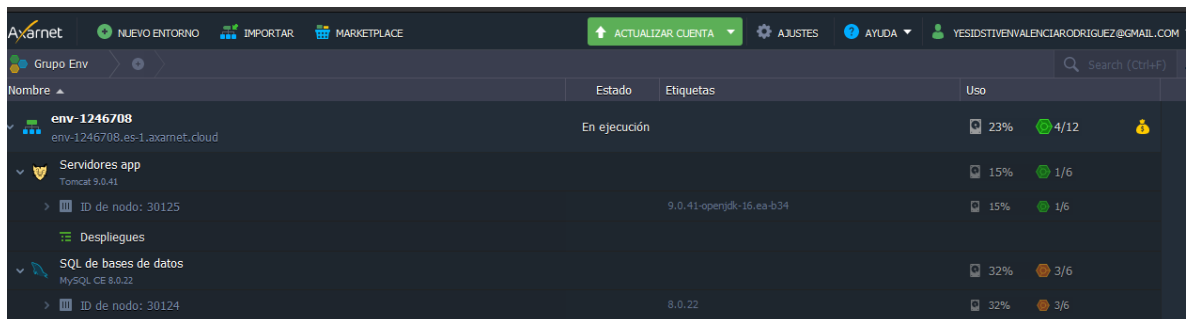 Axarnet NUEVO ENTORNO IMPORTAR MARKETPLACE ACTUALIZAR CUENTA AJUSTES ? AYUDA YESIDSTIVENVALENCIARODRIGUEZ@GMAIL.COM
Grupo Env Search (Ctrl+F)
Nombre Estado Etiquetas Uso
env-1246708
env-1246708.es-1.axarnet.cloud
En ejecución 23% 4/12
Servidores app
Tomcat 9.0.41
15% 1/6
ID de nodo: 30125 9.0.41-openjdk-16.ea-b34 15% 1/6
Despliegues
SQL de bases de datos
MySQL CE 8.0.22
32% 3/6
ID de nodo: 30124 8.0.22 32% 3/6